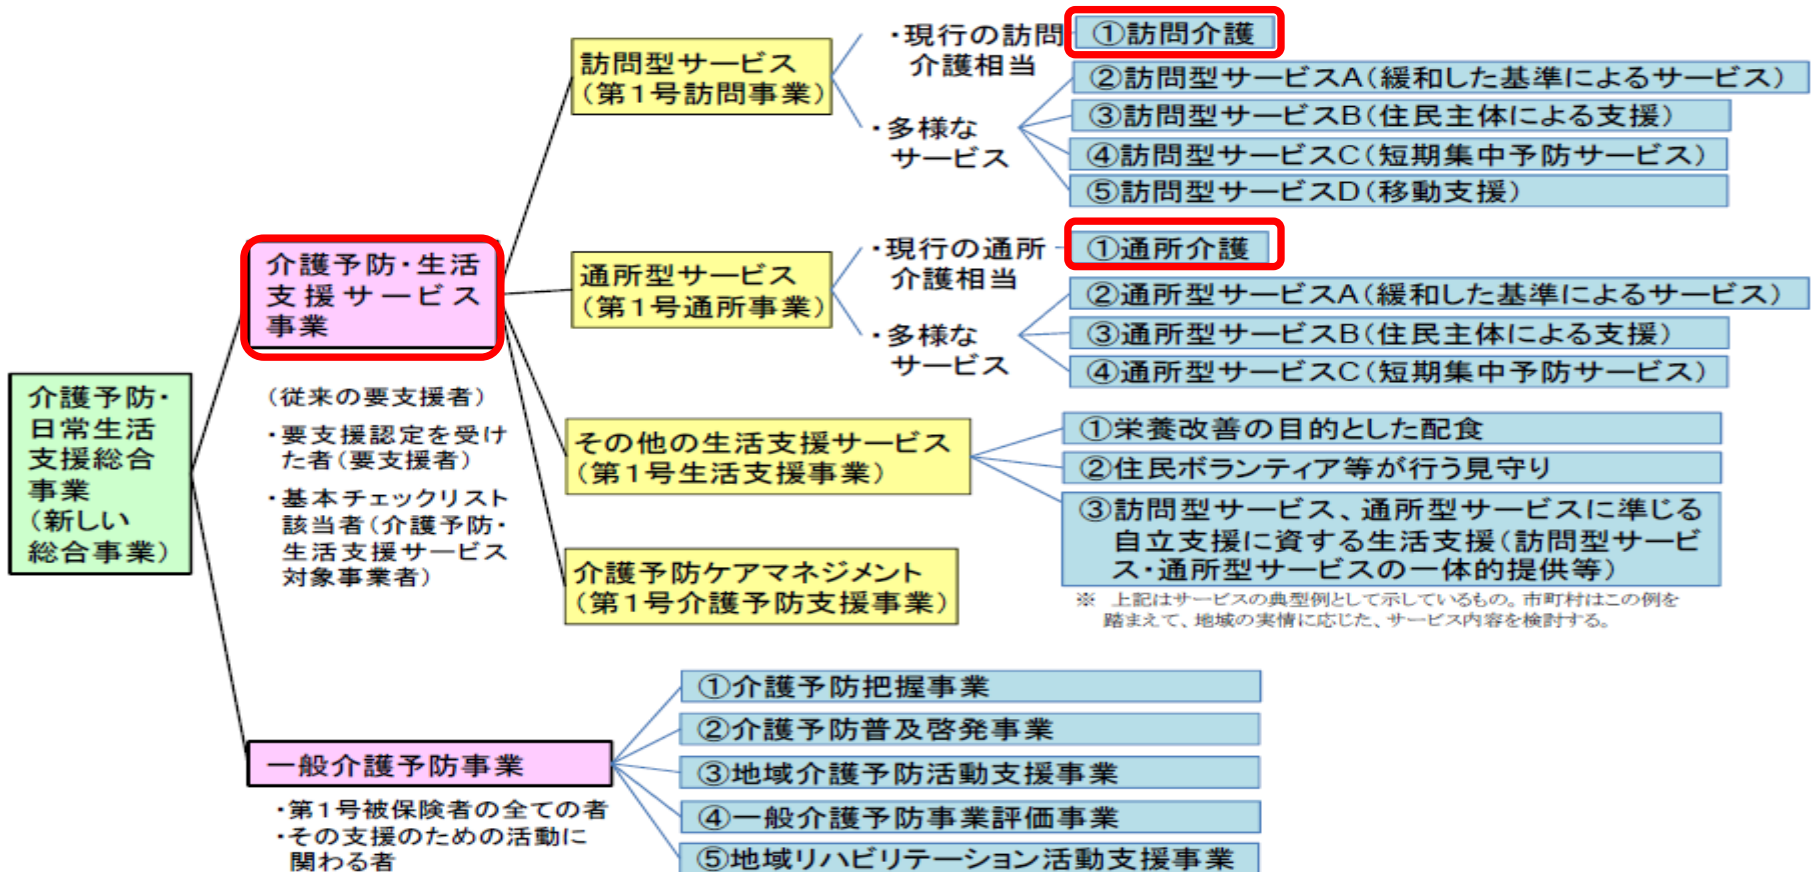 介護予防・
日常生活
支援総合
事業
(新しい
総合事業)
介護予防・生活
支援サービス
事業
(従来の要支援者)
・要支援認定を受け
た者(要支援者)
・基本チェックリスト
該当者(介護予防・
生活支援サービス
対象事業者)
訪問型サービス
(第1号訪問事業)
・現行の訪問
介護相当
①訪問介護
・多様な
サービス
②訪問型サービスA(緩和した基準によるサービス)
③訪問型サービスB(住民主体による支援)
④訪問型サービスC(短期集中予防サービス)
⑤訪問型サービスD(移動支援)
通所型サービス
(第1号通所事業)
・現行の通所
介護相当
①通所介護
・多様な
サービス
②通所型サービスA(緩和した基準によるサービス)
③通所型サービスB(住民主体による支援)
④通所型サービスC(短期集中予防サービス)
その他の生活支援サービス
(第1号生活支援事業)
①栄養改善の目的とした配食
②住民ボランティア等が行う見守り
③訪問型サービス、通所型サービスに準じる
自立支援に資する生活支援(訪問型サービ
ス・通所型サービスの一体的提供等)
※ 上記はサービスの典型例として示しているもの。市町村はこの例を
踏まえて、地域の実情に応じた、サービス内容を検討する。
介護予防ケアマネジメント
(第1号介護予防支援事業)
一般介護予防事業
・第1号被保険者の全ての者
・その支援のための活動に
関わる者
①介護予防把握事業
②介護予防普及啓発事業
③地域介護予防活動支援事業
④一般介護予防事業評価事業
⑤地域リハビリテーション活動支援事業